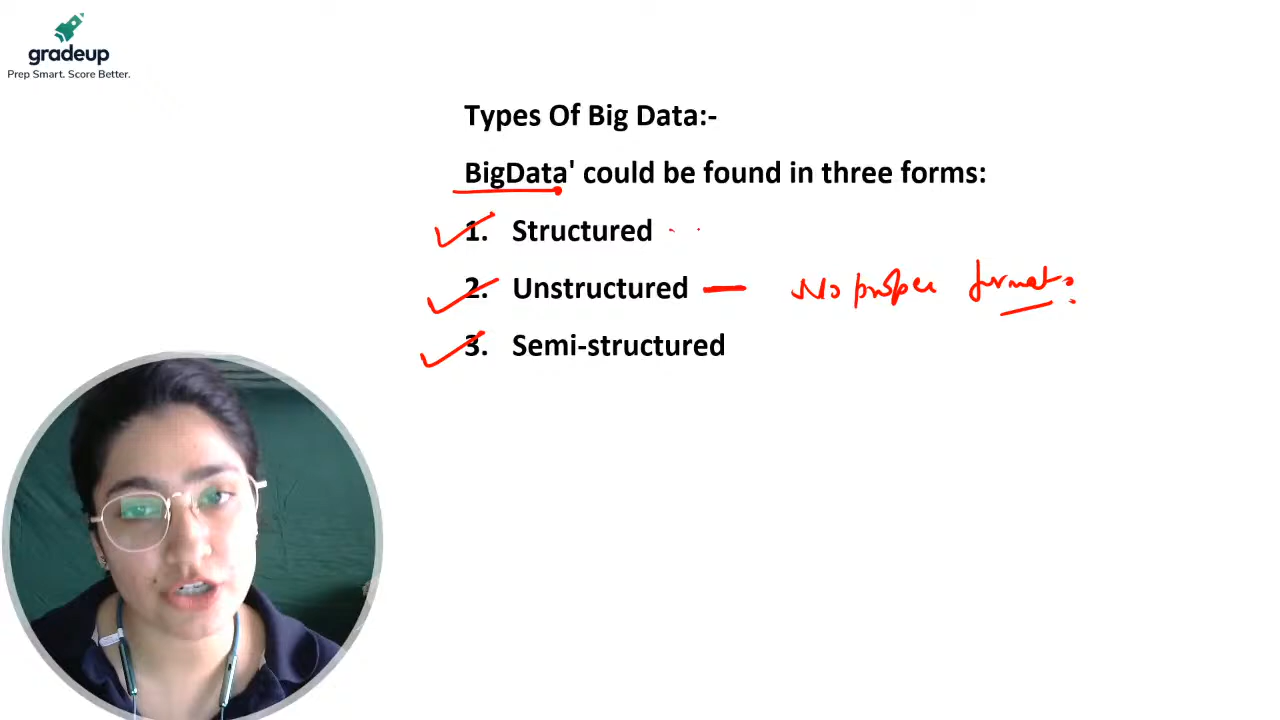 gradeup
Prep Smart. Score Better.
Types Of Big Data:-
BigData' could be found in three forms:
1. Structured
2. Unstructured — No proper format.
3. Semi-structured